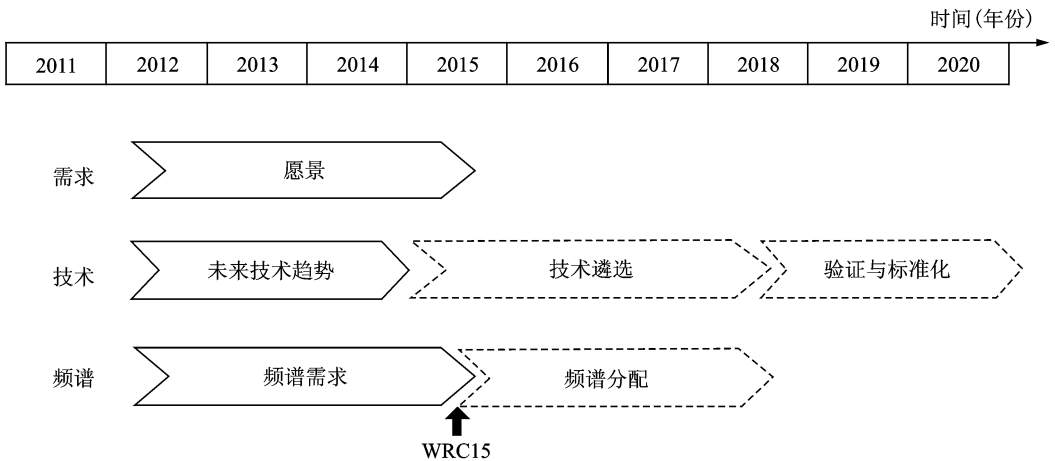 时间(年份)
2011 2012 2013 2014 2015 2016 2017 2018 2019 2020
需求 愿景
技术 未来技术趋势 技术遴选 验证与标准化
频谱 频谱需求 频谱分配
WRC15